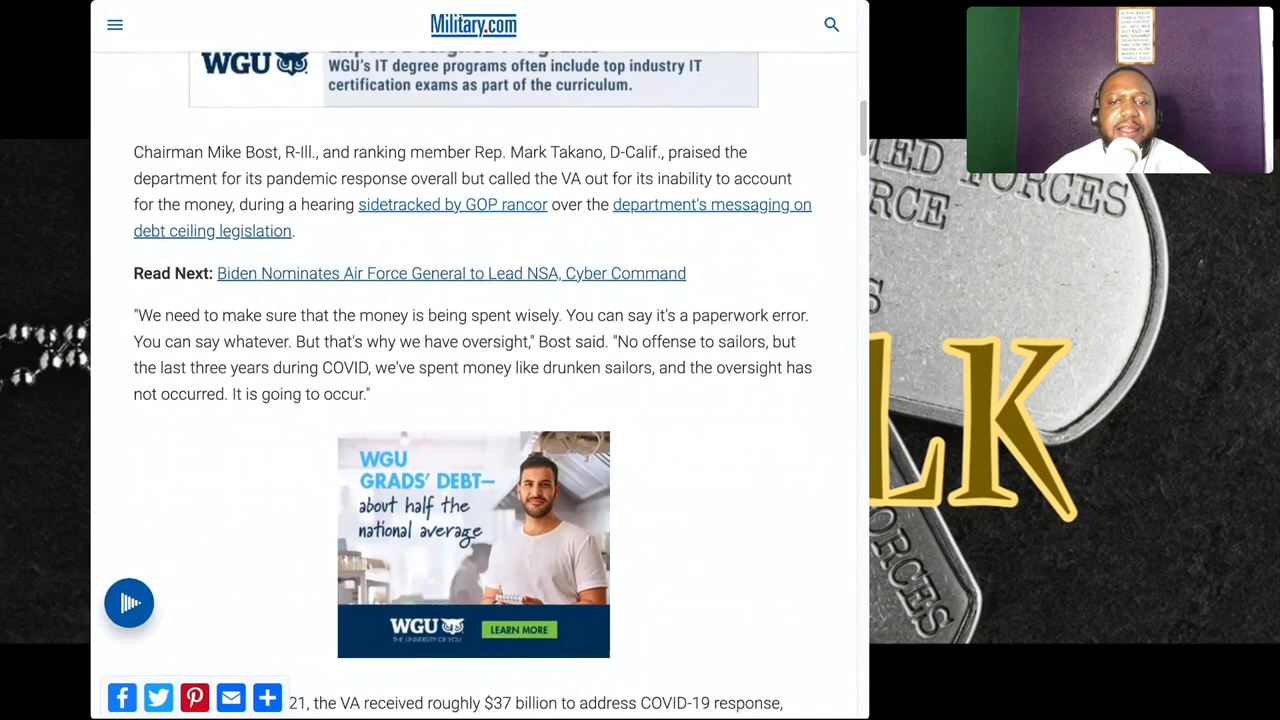 Military.com
WGU
WGU's IT degree programs often include top industry IT
certification exams as part of the curriculum.
Chairman Mike Bost, R-Ill., and ranking member Rep. Mark Takano, D-Calif., praised the
department for its pandemic response overall but called the VA out for its inability to account
for the money, during a hearing sidetracked by GOP rancor over the department's messaging on
debt ceiling legislation.
Read Next: Biden Nominates Air Force General to Lead NSA, Cyber Command
"We need to make sure that the money is being spent wisely. You can say it's a paperwork error.
You can say whatever. But that's why we have oversight," Bost said. "No offense to sailors, but
the last three years during COVID, we've spent money like drunken sailors, and the oversight has
not occurred. It is going to occur."
WGU
GRADS' DEBT—
about half the
national average
WGU
THE UNIVERSITY OF YOU
LEARN MORE
21, the VA received roughly $37 billion to address COVID-19 response,
MED FORCES
RCE
S
LK
ORCES